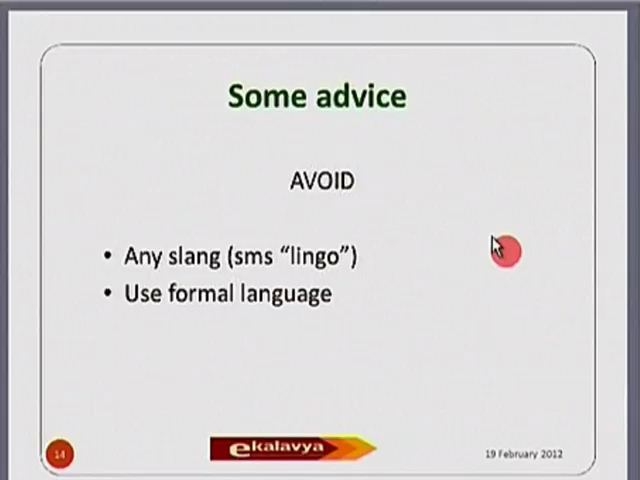 Some advice
AVOID
• Any slang (sms “lingo”)
• Use formal language
14
ekalavya
19 February 2012